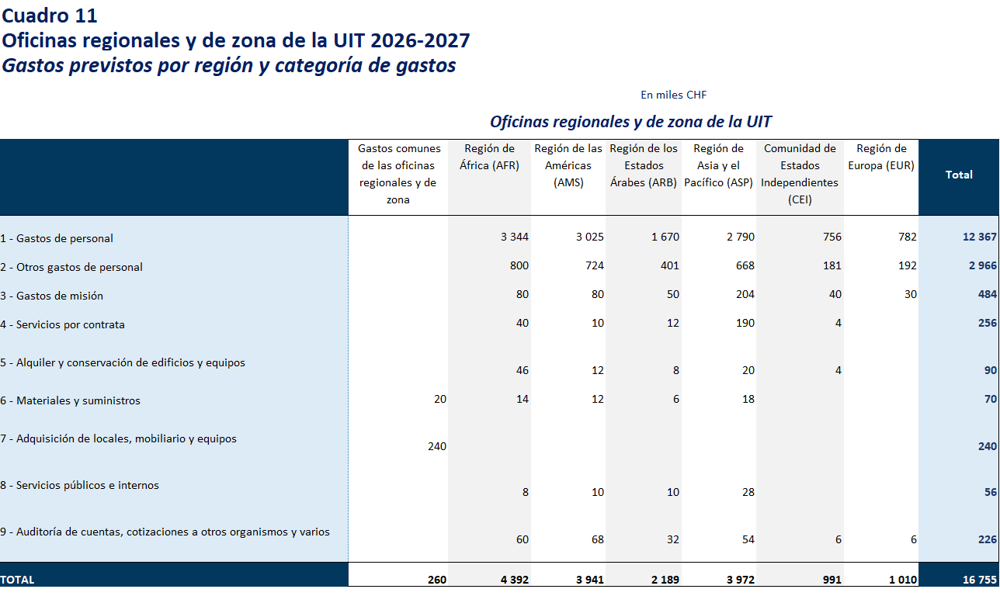 Cuadro 11
Oficinas regionales y de zona de la UIT 2026-2027
Gastos previstos por región y categoría de gastos
En miles CHF
Oficinas regionales y de zona de la UIT
Gastos comunes de las oficinas regionales y de zona Región de África (AFR) Región de las Américas (AMS) Región de los Estados Árabes (ARB) Región de Asia y el Pacífico (ASP) Comunidad de Estados Independientes (CEI) Región de Europa (EUR) Total
1 - Gastos de personal 3 344 3 025 1 670 2 790 756 782 12 367
2 - Otros gastos de personal 800 724 401 668 181 192 2 966
3 - Gastos de misión 80 80 50 204 40 30 484
4 - Servicios por contrata 40 10 12 190 4 256
5 - Alquiler y conservación de edificios y equipos 46 12 8 20 4 90
6 - Materiales y suministros 20 14 12 6 18 70
7 - Adquisición de locales, mobiliario y equipos 240 240
8 - Servicios públicos e internos 8 10 10 28 56
9 - Auditoría de cuentas, cotizaciones a otros organismos y varios 60 68 32 54 6 6 226
TOTAL 260 4 392 3 941 2 189 3 972 991 1 010 16 755